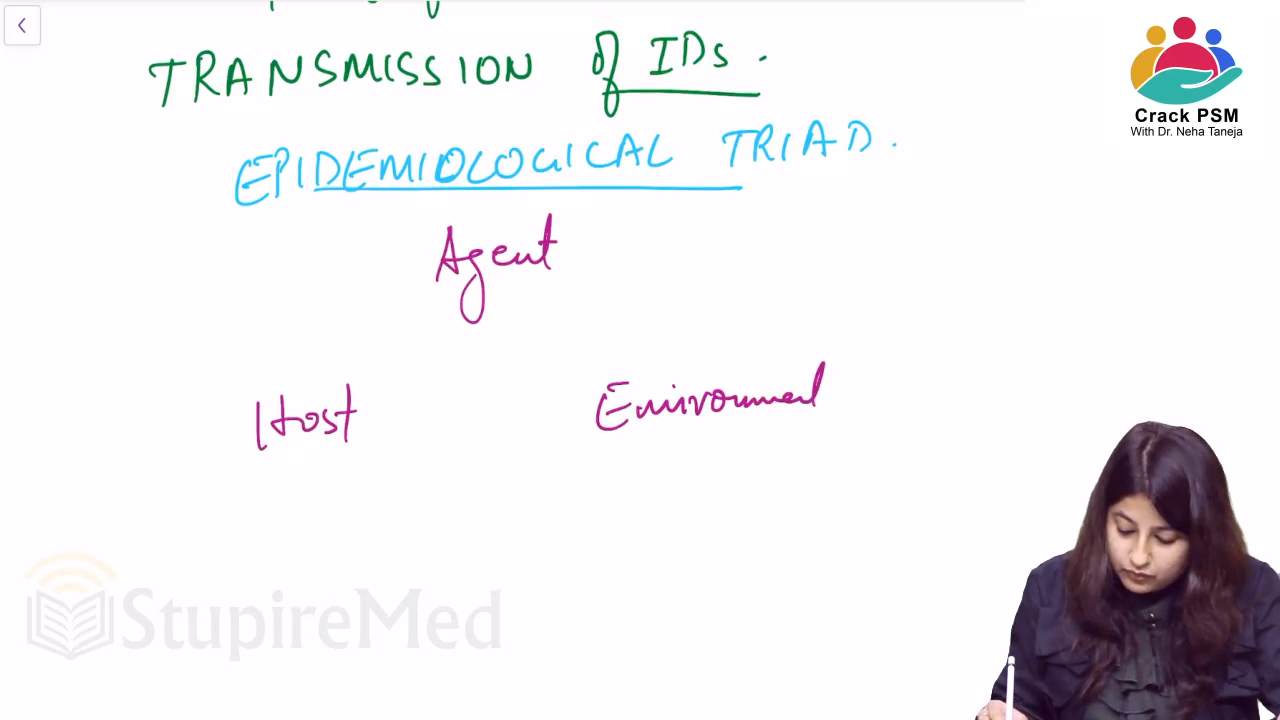 TRANSMISSION of IDs.
EPIDEMIOLOGICAL TRIAD.
Agent
Host
Environment
Crack PSM
With Dr. Neha Taneja
StupireMed